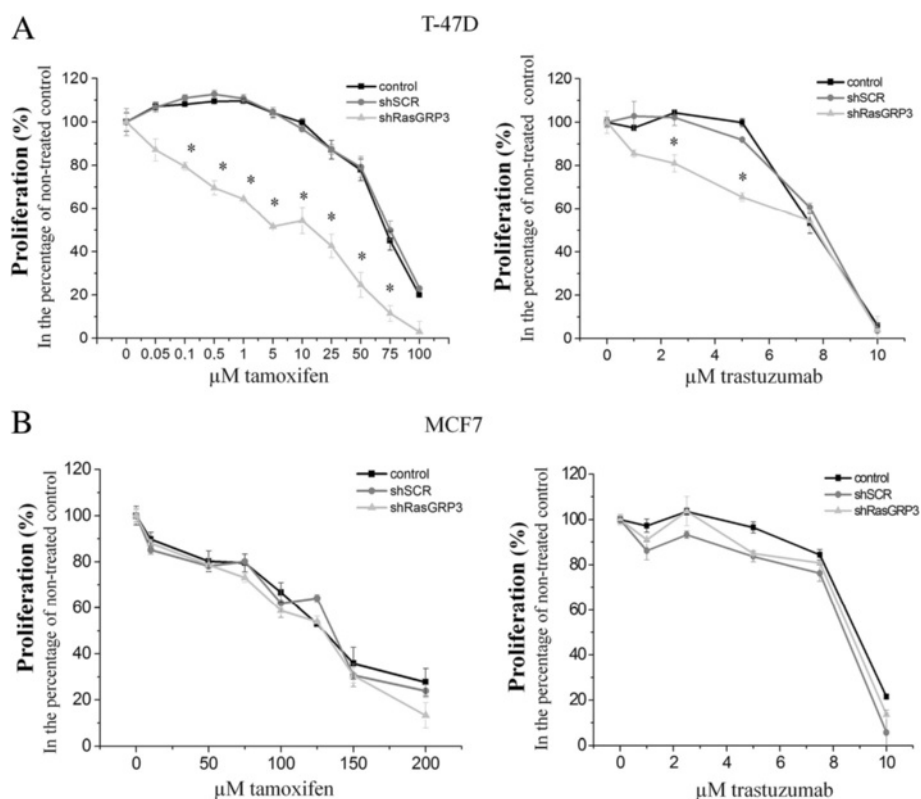 A
T-47D
Proliferation (%)
In the percentage of non-treated control
120
100
80
60
40
20
0
control
shSCR
shRasGRP3
* * * * * * * *
0 0.05 0.1 0.5 1 5 10 25 50 75 100
µM tamoxifen
Proliferation (%)
In the percentage of non-treated control
120
100
80
60
40
20
0
control
shSCR
shRasGRP3
* *
0 2 4 6 8 10
µM trastuzumab
B
MCF7
Proliferation (%)
In the percentage of non-treated control
120
100
80
60
40
20
0
control
shSCR
shRasGRP3
0 50 100 150 200
µM tamoxifen
Proliferation (%)
In the percentage of non-treated control
120
100
80
60
40
20
0
control
shSCR
shRasGRP3
0 2 4 6 8 10
µM trastuzumab